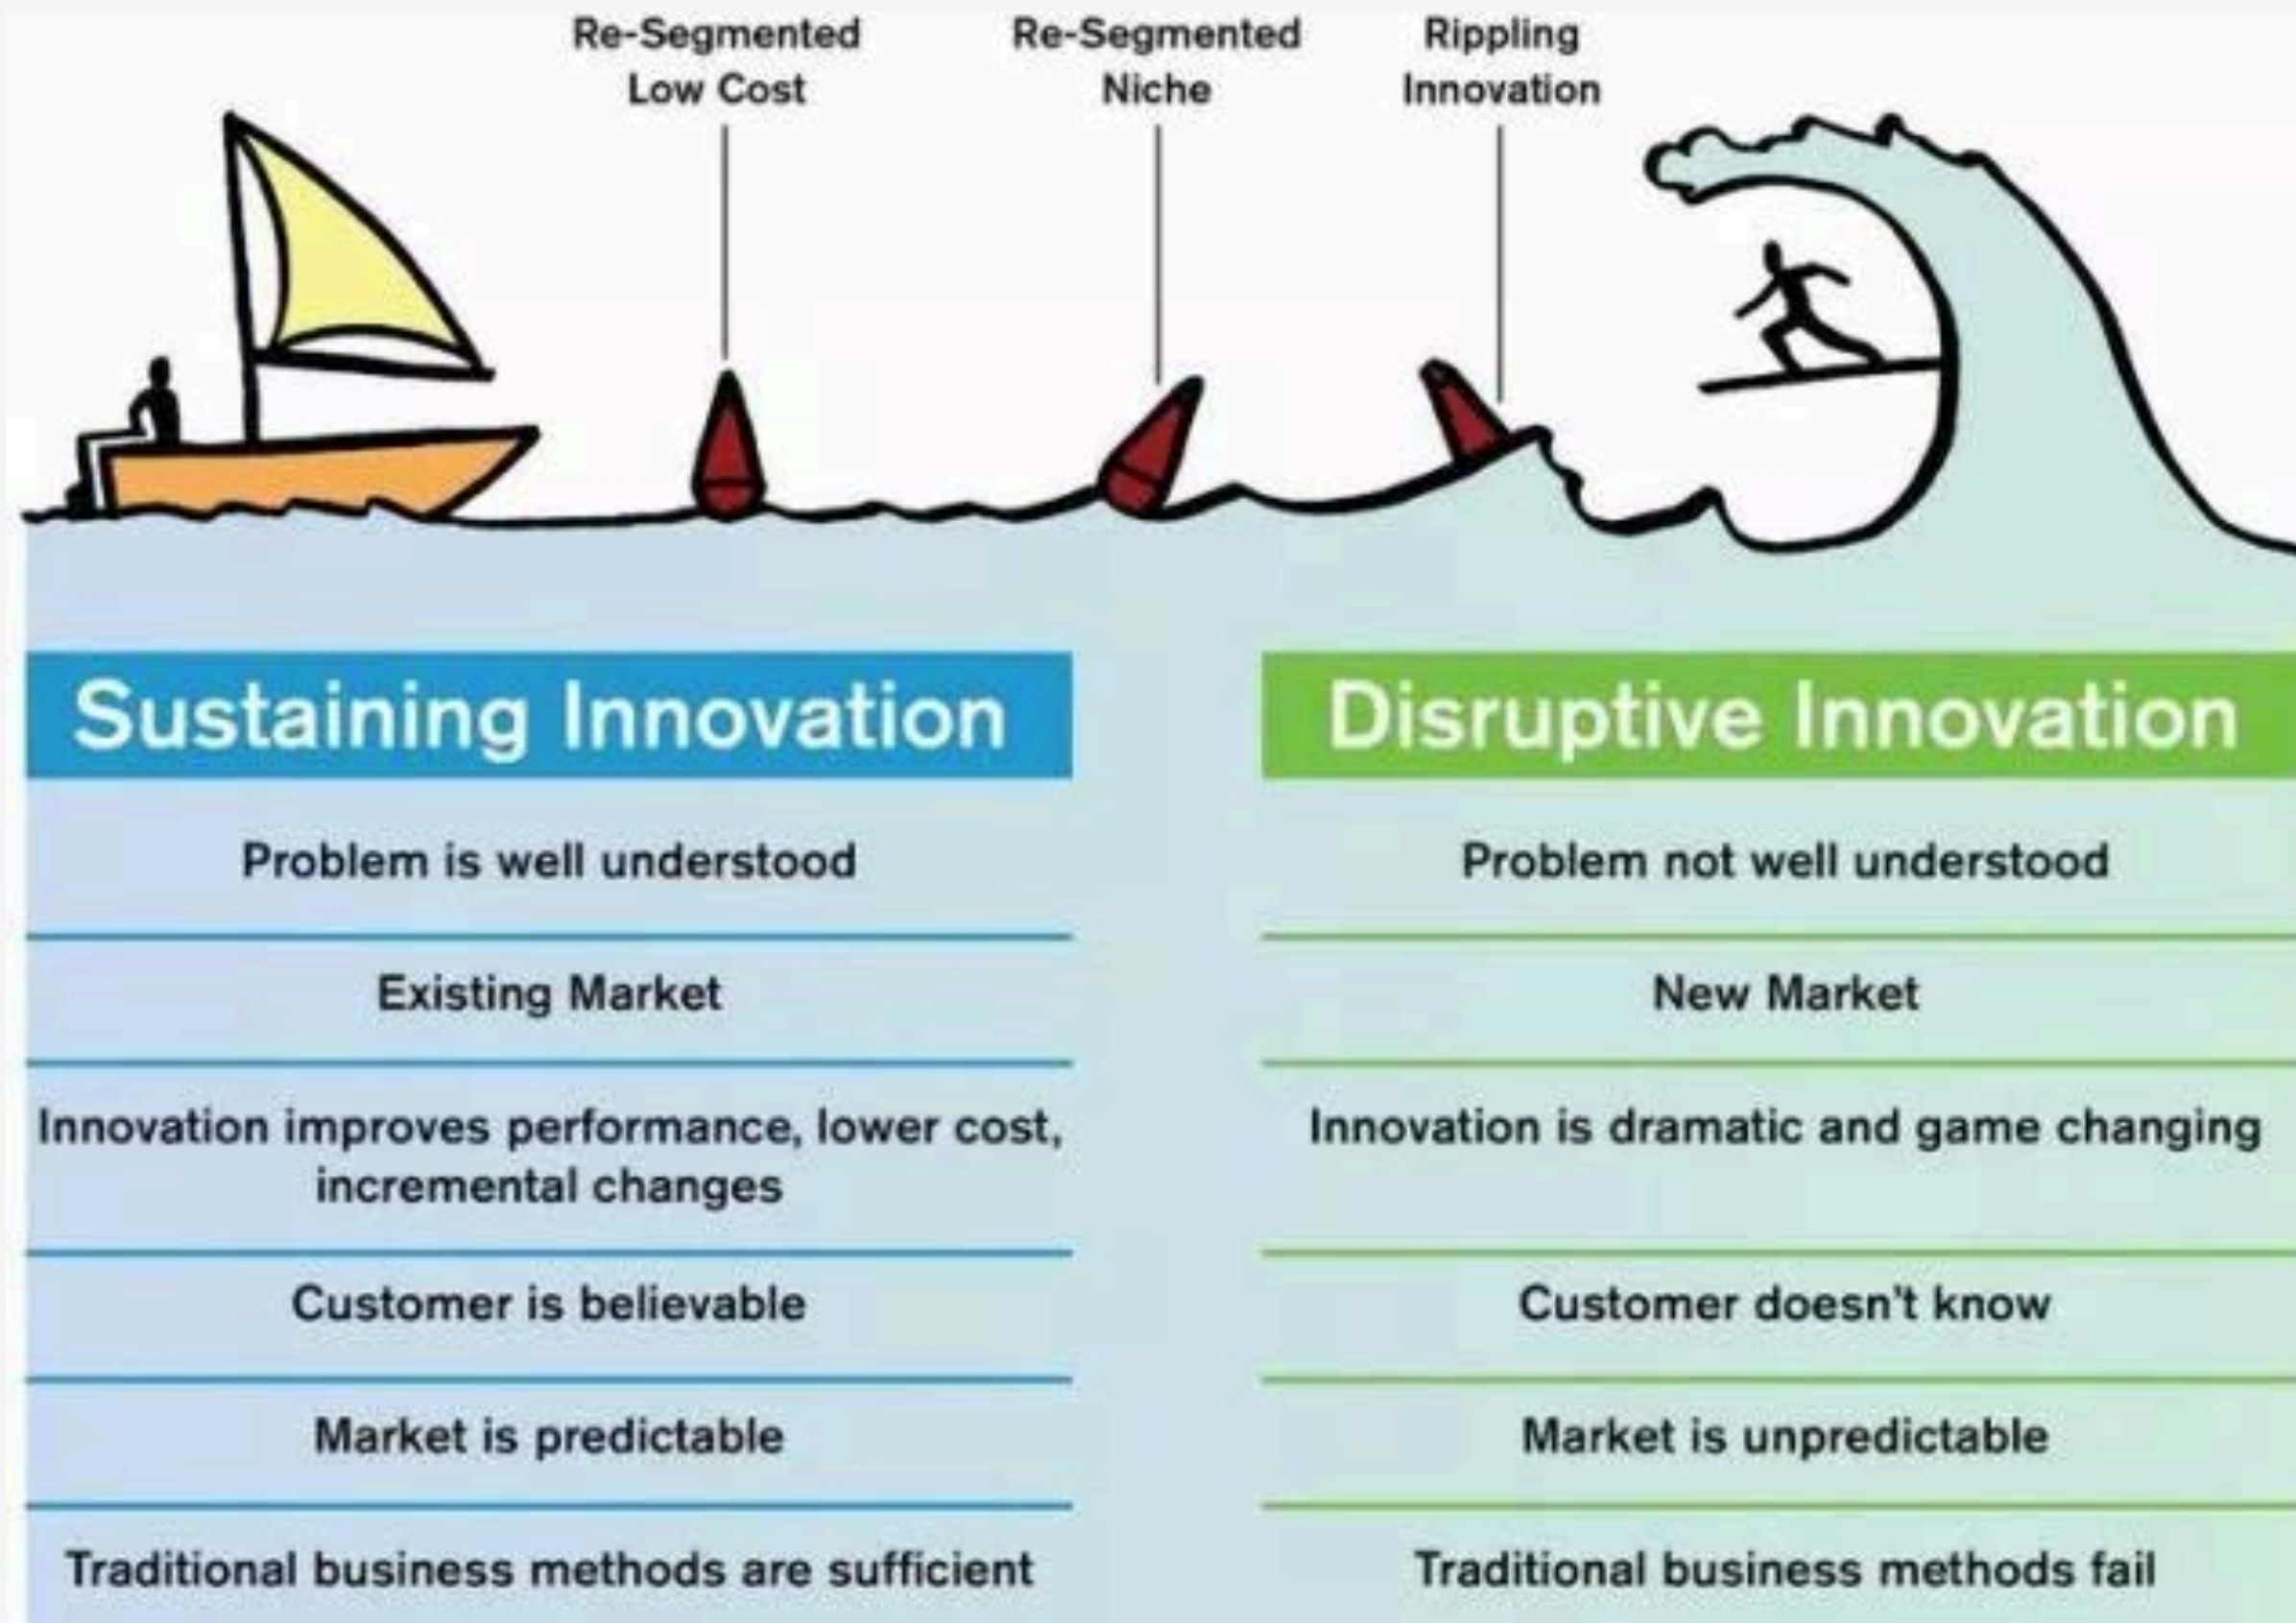 Re-Segmented
Low Cost
Re-Segmented
Niche
Rippling
Innovation
Sustaining Innovation
Problem is well understood
Existing Market
Innovation improves performance, lower cost,
incremental changes
Customer is believable
Market is predictable
Traditional business methods are sufficient
Disruptive Innovation
Problem not well understood
New Market
Innovation is dramatic and game changing
Customer doesn't know
Market is unpredictable
Traditional business methods fail